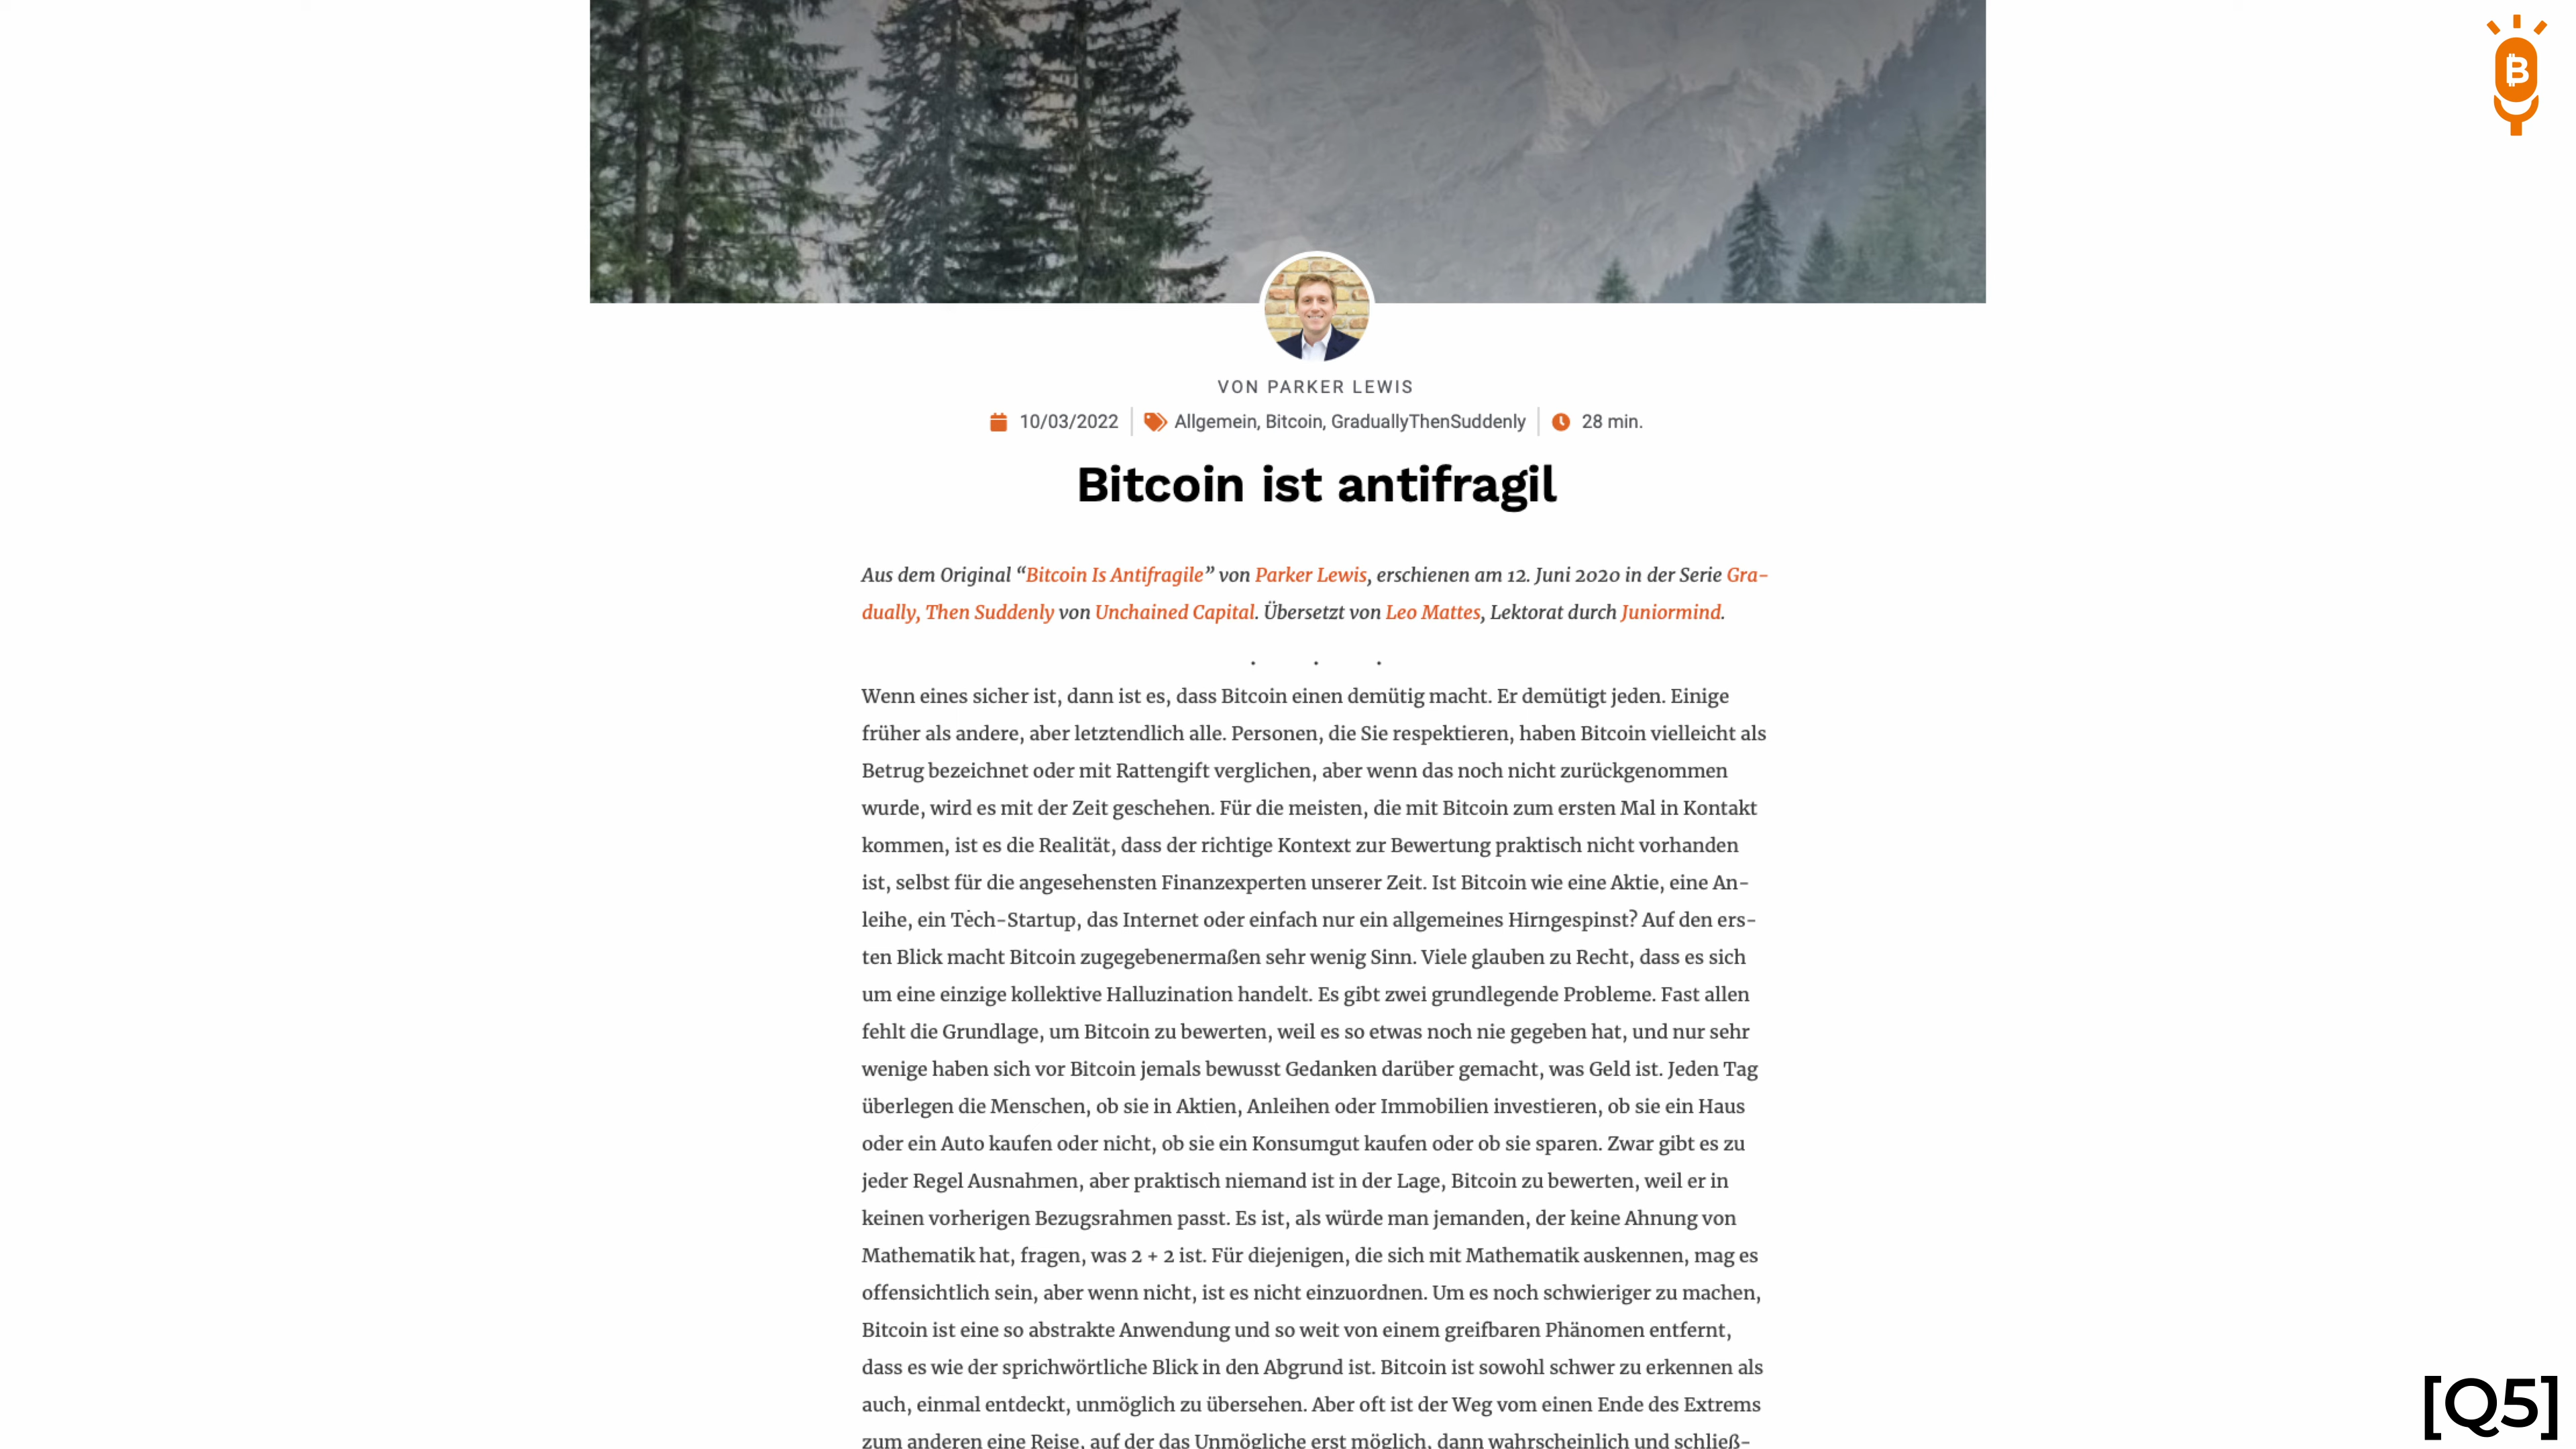 VON PARKER LEWIS
10/03/2022 Allgemein, Bitcoin, GraduallyThenSuddenly 28 min.
Bitcoin ist antifragil
Aus dem Original “Bitcoin Is Antifragile” von Parker Lewis, erschienen am 12. Juni 2020 in der Serie Gra-
dually, Then Suddenly von Unchained Capital. Übersetzt von Leo Mattes, Lektorat durch Juniormind.
. . .
Wenn eines sicher ist, dann ist es, dass Bitcoin einen demütig macht. Er demütigt jeden. Einige
früher als andere, aber letztendlich alle. Personen, die Sie respektieren, haben Bitcoin vielleicht als
Betrug bezeichnet oder mit Rattengift verglichen, aber wenn das noch nicht zurückgenommen
wurde, wird es mit der Zeit geschehen. Für die meisten, die mit Bitcoin zum ersten Mal in Kontakt
kommen, ist es die Realität, dass der richtige Kontext zur Bewertung praktisch nicht vorhanden
ist, selbst für die angesehensten Finanzexperten unserer Zeit. Ist Bitcoin wie eine Aktie, eine An-
leihe, ein Tech-Startup, das Internet oder einfach nur ein allgemeines Hirngespinst? Auf den ers-
ten Blick macht Bitcoin zugegebenermaßen sehr wenig Sinn. Viele glauben zu Recht, dass es sich
um eine einzige kollektive Halluzination handelt. Es gibt zwei grundlegende Probleme. Fast allen
fehlt die Grundlage, um Bitcoin zu bewerten, weil es so etwas noch nie gegeben hat, und nur sehr
wenige haben sich vor Bitcoin jemals bewusst Gedanken darüber gemacht, was Geld ist. Jeden Tag
überlegen die Menschen, ob sie in Aktien, Anleihen oder Immobilien investieren, ob sie ein Haus
oder ein Auto kaufen oder nicht, ob sie ein Konsumgut kaufen oder ob sie sparen. Zwar gibt es zu
jeder Regel Ausnahmen, aber praktisch niemand ist in der Lage, Bitcoin zu bewerten, weil er in
keinen vorherigen Bezugsrahmen passt. Es ist, als würde man jemanden, der keine Ahnung von
Mathematik hat, fragen, was 2 + 2 ist. Für diejenigen, die sich mit Mathematik auskennen, mag es
offensichtlich sein, aber wenn nicht, ist es nicht einzuordnen. Um es noch schwieriger zu machen,
Bitcoin ist eine so abstrakte Anwendung und so weit von einem greifbaren Phänomen entfernt,
dass es wie der sprichwörtliche Blick in den Abgrund ist. Bitcoin ist sowohl schwer zu erkennen als
auch, einmal entdeckt, unmöglich zu übersehen. Aber oft ist der Weg vom einen Ende des Extrems
zum anderen eine Reise, auf der das Unmögliche erst möglich, dann wahrscheinlich und schließ-
[Q5]